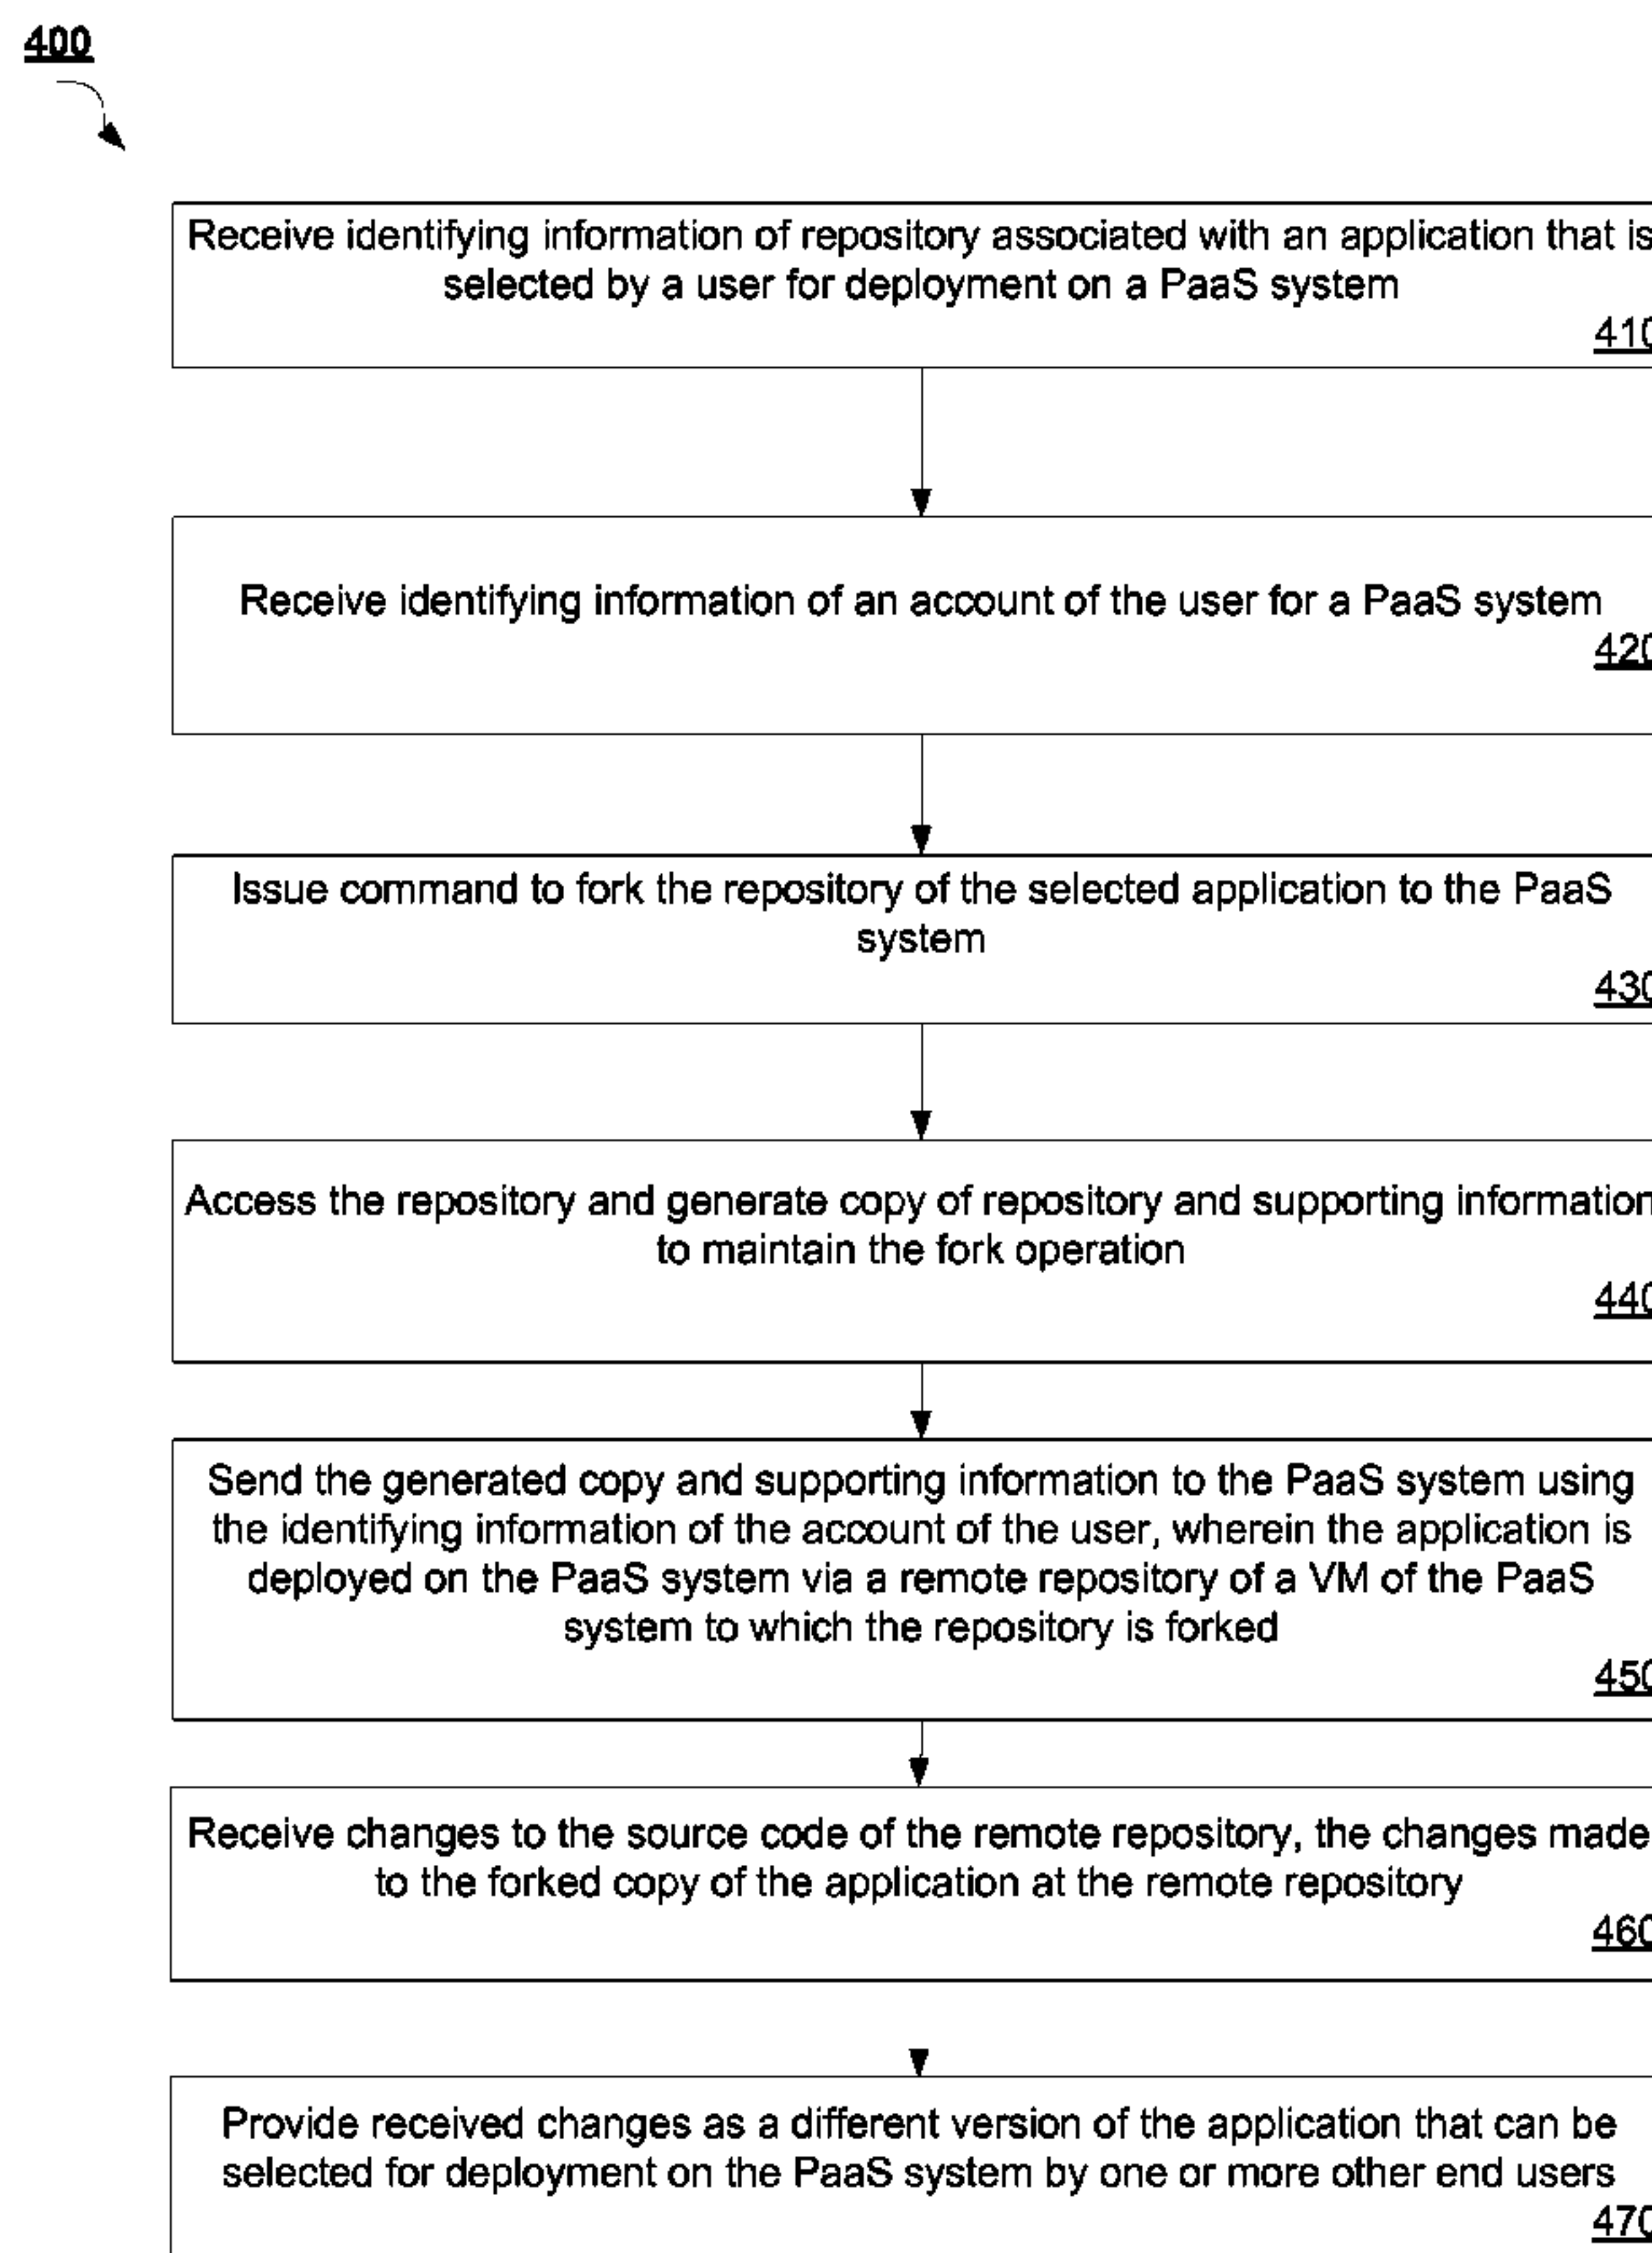 400
Receive identifying information of repository associated with an application that is
selected by a user for deployment on a PaaS system
410
Receive identifying information of an account of the user for a PaaS system
420
Issue command to fork the repository of the selected application to the PaaS
system
430
Access the repository and generate copy of repository and supporting information
to maintain the fork operation
440
Send the generated copy and supporting information to the PaaS system using
the identifying information of the account of the user, wherein the application is
deployed on the PaaS system via a remote repository of a VM of the PaaS
system to which the repository is forked
450
Receive changes to the source code of the remote repository, the changes made
to the forked copy of the application at the remote repository
460
Provide received changes as a different version of the application that can be
selected for deployment on the PaaS system by one or more other end users
470